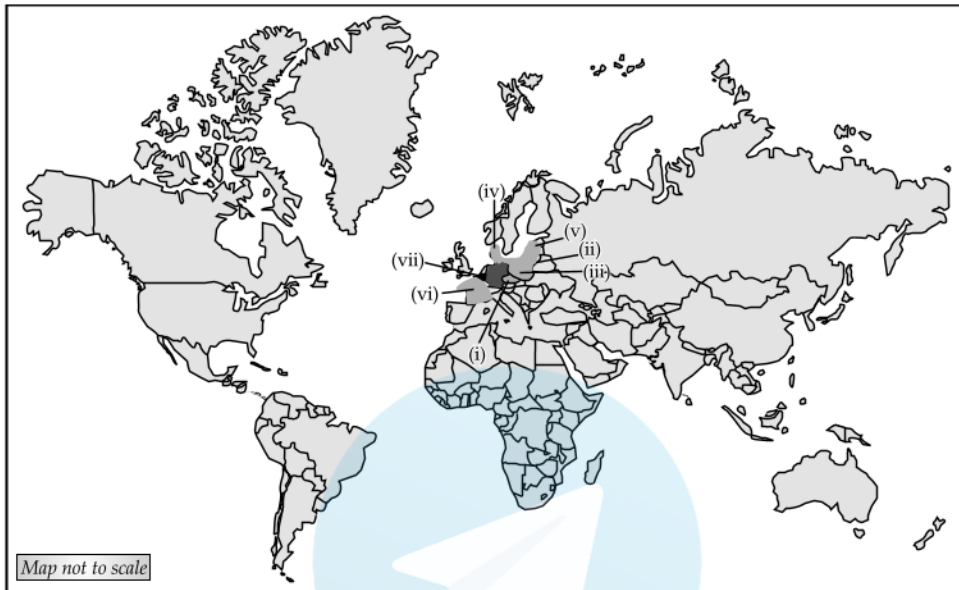 (iv)
(v)
(ii)
(vii)
(iii)
(vi)
(i)
Map not to scale